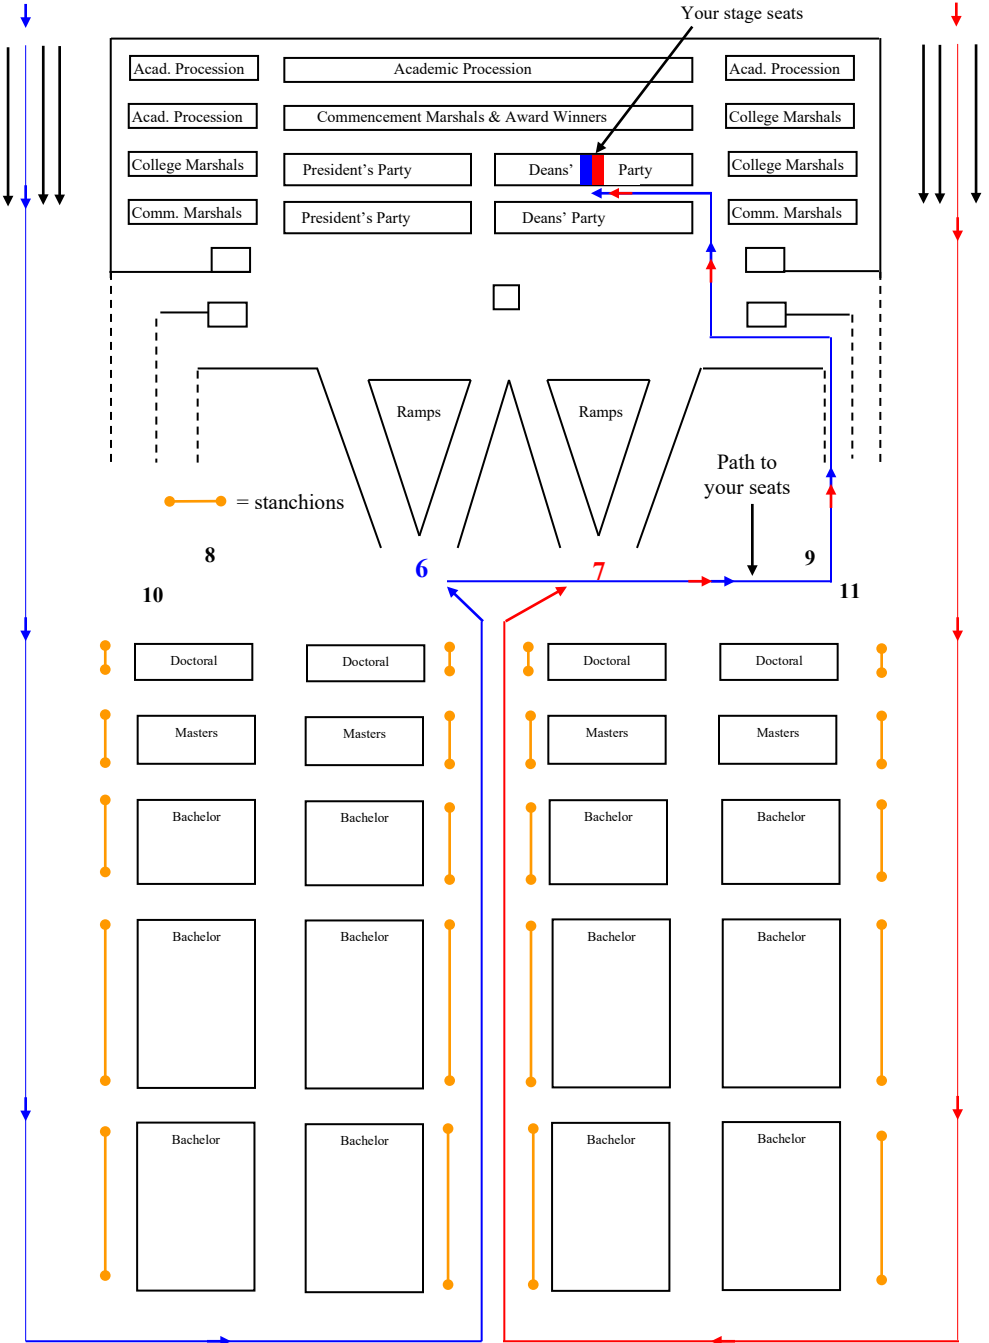 Your stage seats
Acad. Procession
Academic Procession
Acad. Procession
Acad. Procession
Commencement Marshals & Award Winners
College Marshals
College Marshals
President’s Party
Deans’ Party
College Marshals
Comm. Marshals
President’s Party
Deans’ Party
Comm. Marshals
Ramps
Ramps
Path to
your seats
= stanchions
8
6
7
9
10
11
Doctoral
Doctoral
Doctoral
Doctoral
Masters
Masters
Masters
Masters
Bachelor
Bachelor
Bachelor
Bachelor
Bachelor
Bachelor
Bachelor
Bachelor
Bachelor
Bachelor
Bachelor
Bachelor